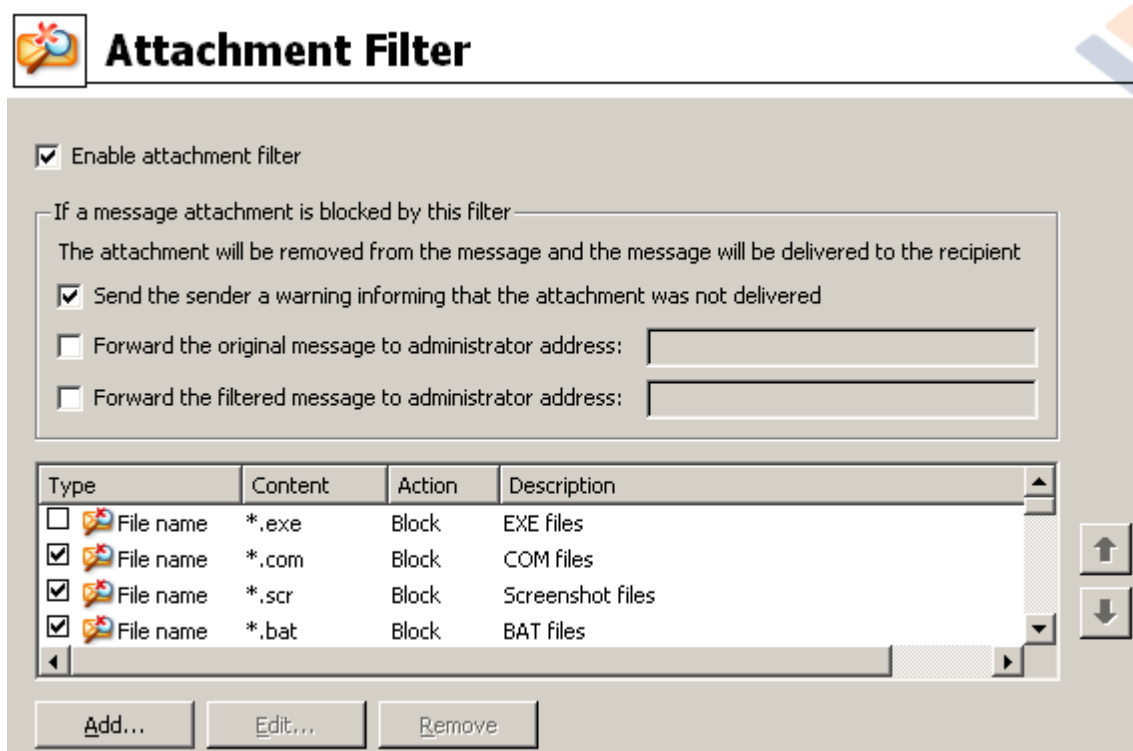 Attachment Filter
Enable attachment filter
If a message attachment is blocked by this filter
The attachment will be removed from the message and the message will be delivered to the recipient
Send the sender a warning informing that the attachment was not delivered
Forward the original message to administrator address:
Forward the filtered message to administrator address:
Type Content Action Description
File name *.exe Block EXE files
File name *.com Block COM files
File name *.scr Block Screenshot files
File name *.bat Block BAT files
Add... Edit... Remove